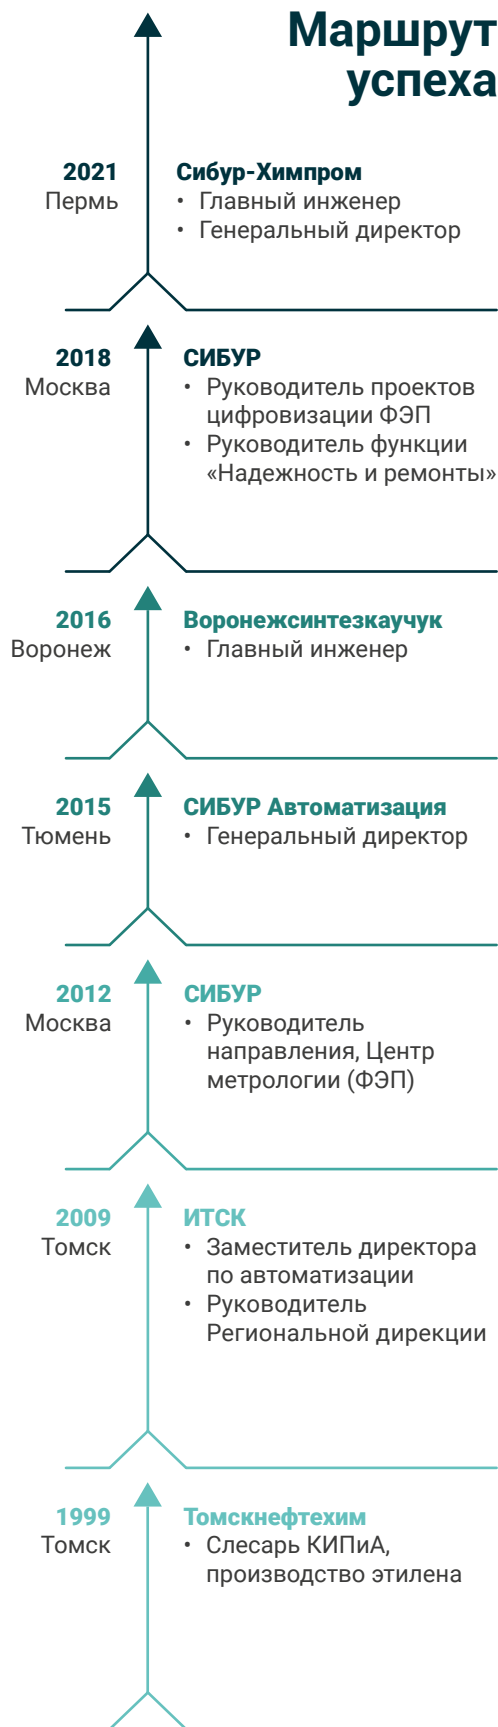 Маршрут
успеха
2021
Пермь
Сибур-Химпром
• Главный инженер
• Генеральный директор
2018
Москва
СИБУР
• Руководитель проектов
цифровизации ФЭП
• Руководитель функции
«Надежность и ремонты»
2016
Воронеж
Воронежсинтезкаучук
• Главный инженер
2015
Тюмень
СИБУР Автоматизация
• Генеральный директор
2012
Москва
СИБУР
• Руководитель
направления, Центр
метрологии (ФЭП)
2009
Томск
ИТСК
• Заместитель директора
по автоматизации
• Руководитель
Региональной дирекции
1999
Томск
Томскнефтехим
• Слесарь КИПиА,
производство этилена